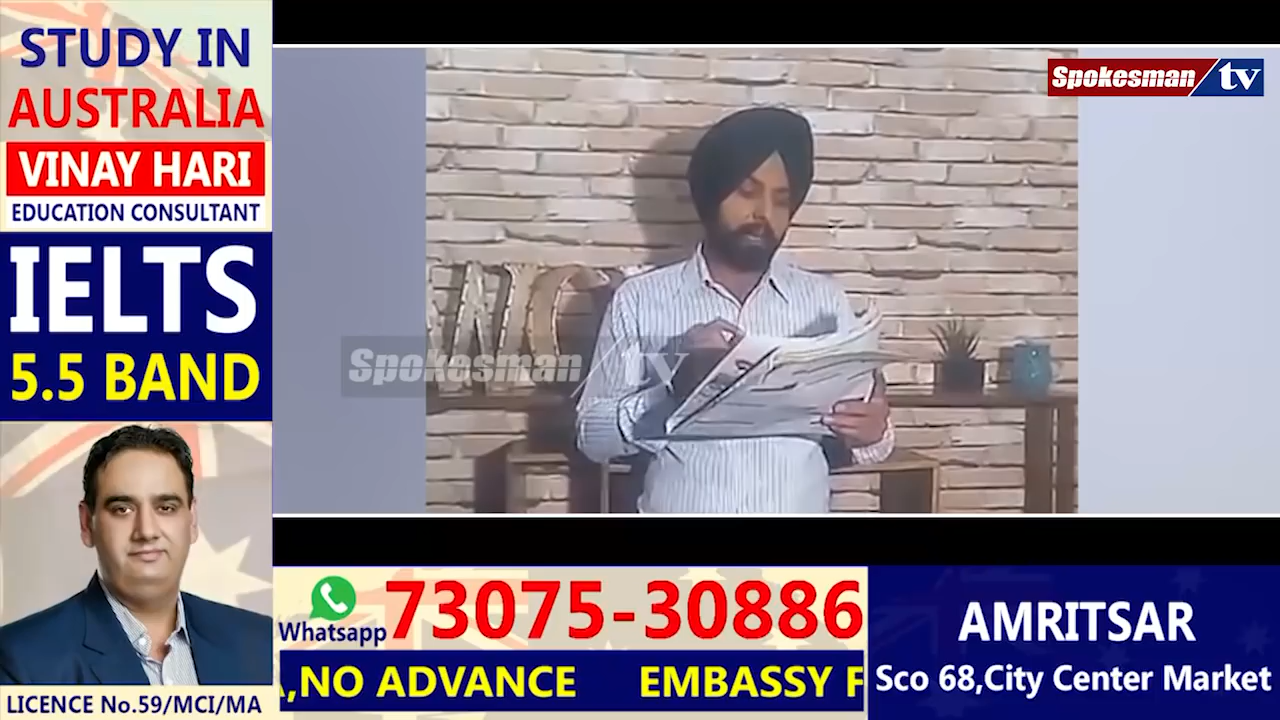 STUDY IN
AUSTRALIA
VINAY HARI
EDUCATION CONSULTANT
IELTS
5.5 BAND
LICENCE No.59/MCI/MA
Spokesman tv
Spokesman tv
Whatsapp 73075-30886
,NO ADVANCE EMBASSY F
AMRITSAR
Sco 68,City Center Market